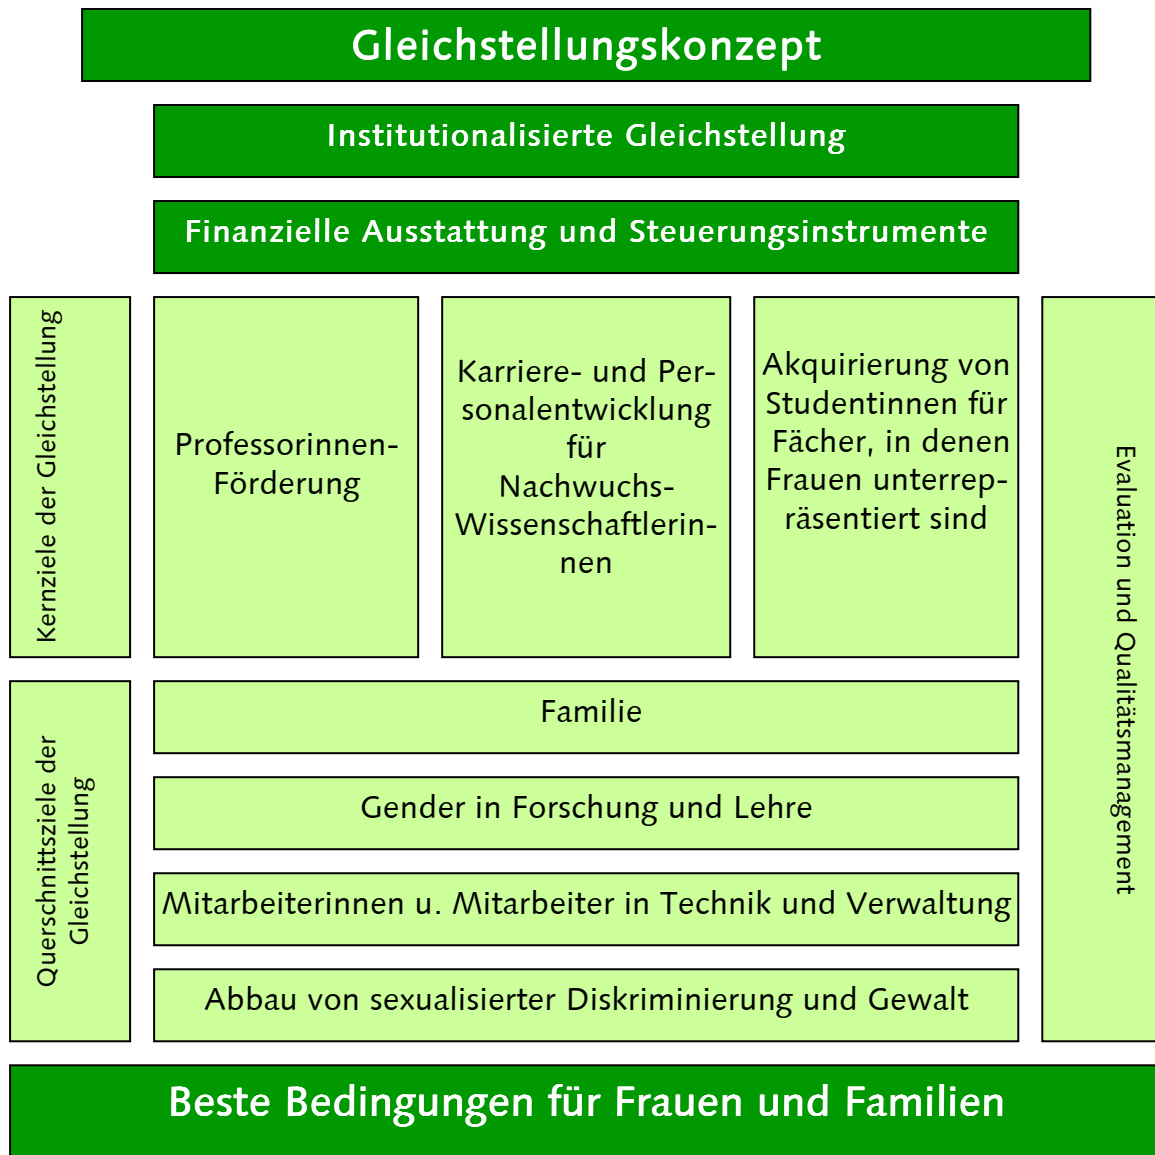 Gleichstellungskonzept
Institutionalisierte Gleichstellung
Finanzielle Ausstattung und Steuerungsinstrumente
Kernziele der Gleichstellung
Professorinnen-
Förderung
Karriere- und Per-
sonalentwicklung
für
Nachwuchs-
Wissenschaftlerin-
nen
Akquirierung von
Studentinnen für
Fächer, in denen
Frauen unterrep-
räsentiert sind
Evaluation und Qualitätsmanagement
Querschnittsziele der
Gleichstellung
Familie
Gender in Forschung und Lehre
Mitarbeiterinnen u. Mitarbeiter in Technik und Verwaltung
Abbau von sexualisierter Diskriminierung und Gewalt
Beste Bedingungen für Frauen und Familien